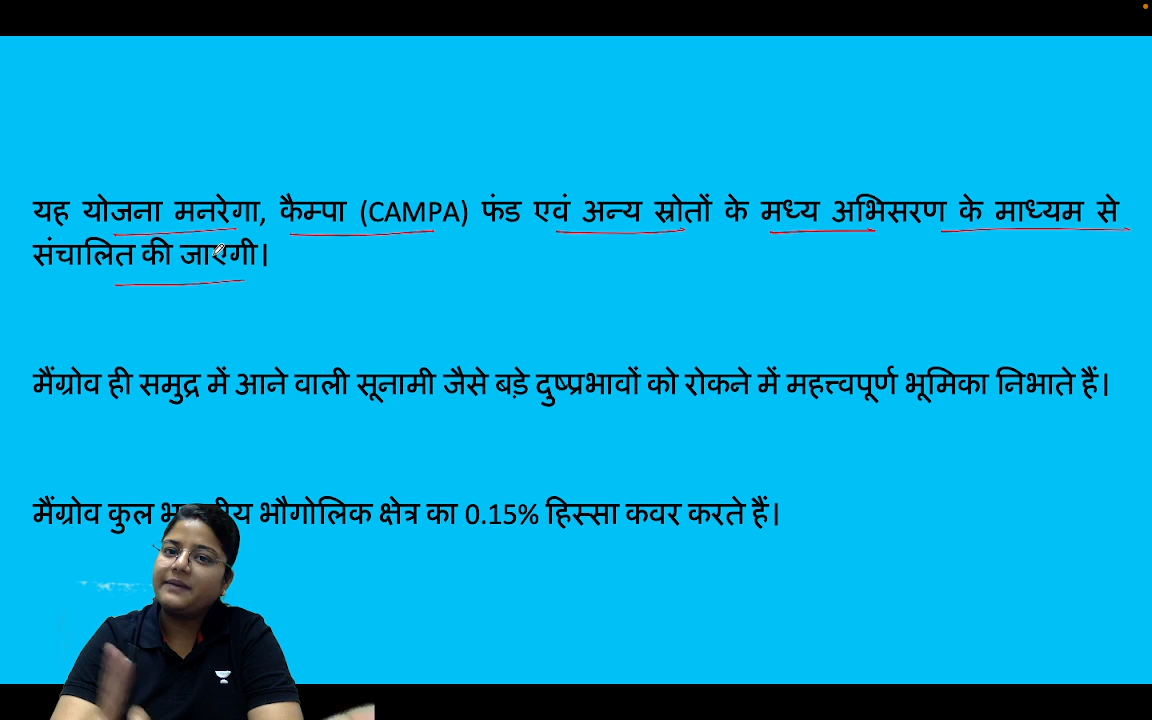 यह योजना मनरेगा, कैम्पा (CAMPA) फंड एवं अन्य स्रोतों के मध्य अभिसरण के माध्यम से
संचालित की जाएगी।
मैंग्रोव ही समुद्र में आने वाली सूनामी जैसे बड़े दुष्प्रभावों को रोकने में महत्त्वपूर्ण भूमिका निभाते हैं।
मैंग्रोव कुल भौगोलिक क्षेत्र का 0.15% हिस्सा कवर करते हैं।